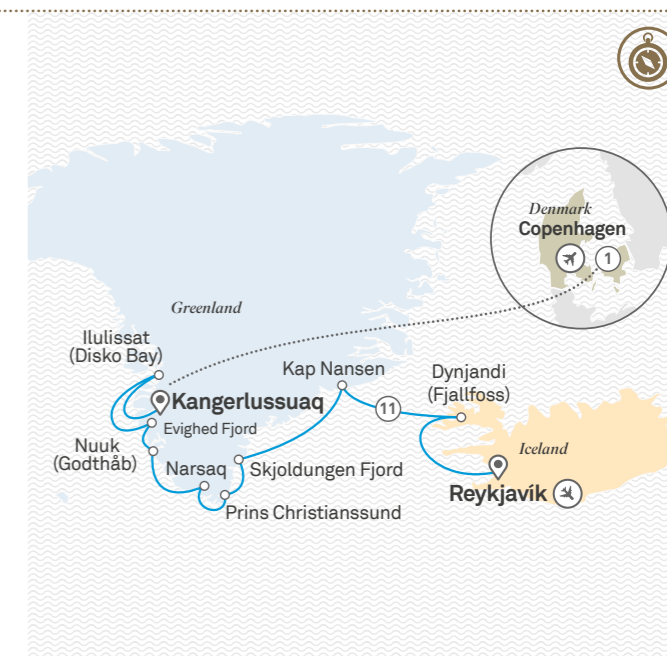 Denmark
Copenhagen
1
Greenland
Ilulissat
(Disko Bay)
Kap Nansen
Dynjandi
(Fjallfoss)
Kangerlussuaq
11
Evighed Fjord
Nuuk
(Godthåb)
Narsaq
Skjoldungen Fjord
Iceland
Reykjavík
Prins Christianssund